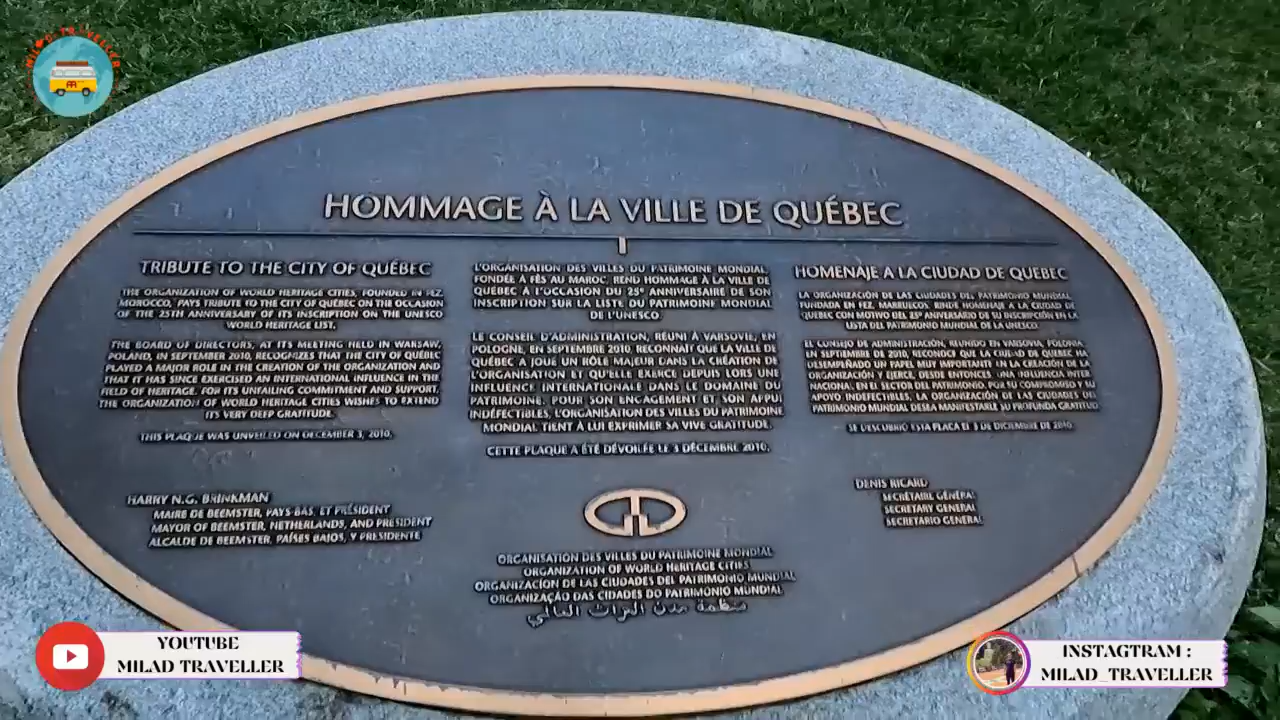 MILAD TRAVELLER
HOMMAGE À LA VILLE DE QUÉBEC
TRIBUTE TO THE CITY OF QUÉBEC
THE ORGANIZATION OF WORLD HERITAGE CITIES, FOUNDED IN FEZ,
MOROCCO, PAYS TRIBUTE TO THE CITY OF QUÉBEC ON THE OCCASION
OF THE 25TH ANNIVERSARY OF ITS INSCRIPTION ON THE UNESCO
WORLD HERITAGE LIST.
THE BOARD OF DIRECTORS, AT ITS MEETING HELD IN WARSAW,
POLAND, IN SEPTEMBER 2010, RECOGNIZES THAT THE CITY OF QUÉBEC
PLAYED A MAJOR ROLE IN THE CREATION OF THE ORGANIZATION AND
THAT IT HAS SINCE EXERCISED AN INTERNATIONAL INFLUENCE IN THE
FIELD OF HERITAGE. FOR ITS UNFAILING COMMITMENT AND SUPPORT,
THE ORGANIZATION OF WORLD HERITAGE CITIES WISHES TO EXTEND
ITS VERY DEEP GRATITUDE.
THIS PLAQUE WAS UNVEILED ON DECEMBER 3, 2010.
L'ORGANISATION DES VILLES DU PATRIMOINE MONDIAL,
FONDÉE À FÈS AU MAROC, REND HOMMAGE À LA VILLE DE
QUÉBEC À L'OCCASION DU 25e ANNIVERSAIRE DE SON
INSCRIPTION SUR LA LISTE DU PATRIMOINE MONDIAL
DE L'UNESCO.
LE CONSEIL D'ADMINISTRATION, RÉUNI À VARSOVIE, EN
POLOGNE, EN SEPTEMBRE 2010, RECONNAÎT QUE LA VILLE DE
QUÉBEC A JOUÉ UN RÔLE MAJEUR DANS LA CRÉATION DE
L'ORGANISATION ET QU'ELLE EXERCE DEPUIS LORS UNE
INFLUENCE INTERNATIONALE DANS LE DOMAINE DU
PATRIMOINE. POUR SON ENGAGEMENT ET SON APPUI
INDÉFECTIBLES, L'ORGANISATION DES VILLES DU PATRIMOINE
MONDIAL TIENT À LUI EXPRIMER SA VIVE GRATITUDE.
CETTE PLAQUE A ÉTÉ DÉVOILÉE LE 3 DÉCEMBRE 2010.
HOMENAJE A LA CIUDAD DE QUEBEC
LA ORGANIZACIÓN DE LAS CIUDADES DEL PATRIMONIO MUNDIAL,
FUNDADA EN FEZ, MARRUECOS, RINDE HOMENAJE A LA CIUDAD DE
QUEBEC CON MOTIVO DEL 25º ANIVERSARIO DE SU INSCRIPCIÓN EN LA
LISTA DEL PATRIMONIO MUNDIAL DE LA UNESCO.
EL CONSEJO DE ADMINISTRACIÓN, REUNIDO EN VARSOVIA, POLONIA
EN SEPTIEMBRE DE 2010, RECONOCE QUE LA CIUDAD DE QUEBEC HA
DESEMPEÑADO UN PAPEL MUY IMPORTANTE EN LA CREACIÓN DE LA
ORGANIZACIÓN Y EJERCE, DESDE ENTONCES, UNA INFLUENCIA INTER-
NACIONAL EN EL SECTOR DEL PATRIMONIO. POR SU COMPROMISO Y SU
APOYO INDEFECTIBLES, LA ORGANIZACIÓN DE LAS CIUDADES DEL
PATRIMONIO MUNDIAL DESEA MANIFESTARLE SU PROFUNDA GRATITUD
SE DESCUBRIÓ ESTA PLACA EL 3 DE DICIEMBRE DE 2010.
HARRY N.G. BRINKMAN
MAIRE DE BEEMSTER, PAYS-BAS, ET PRÉSIDENT
MAYOR OF BEEMSTER, NETHERLANDS, AND PRESIDENT
ALCALDE DE BEEMSTER, PAÍSES BAJOS, Y PRESIDENTE
DENIS RICARD
SECRÉTAIRE GÉNÉRAL
SECRETARY GENERAL
SECRETARIO GENERAL
ORGANISATION DES VILLES DU PATRIMOINE MONDIAL
ORGANIZATION OF WORLD HERITAGE CITIES
ORGANIZACIÓN DE LAS CIUDADES DEL PATRIMONIO MUNDIAL
ORGANIZAÇÃO DAS CIDADES DO PATRIMÓNIO MUNDIAL
منظمة مدن التراث العالمي
YOUTUBE
MILAD TRAVELLER
INSTAGTRAM :
MILAD_TRAVELLER